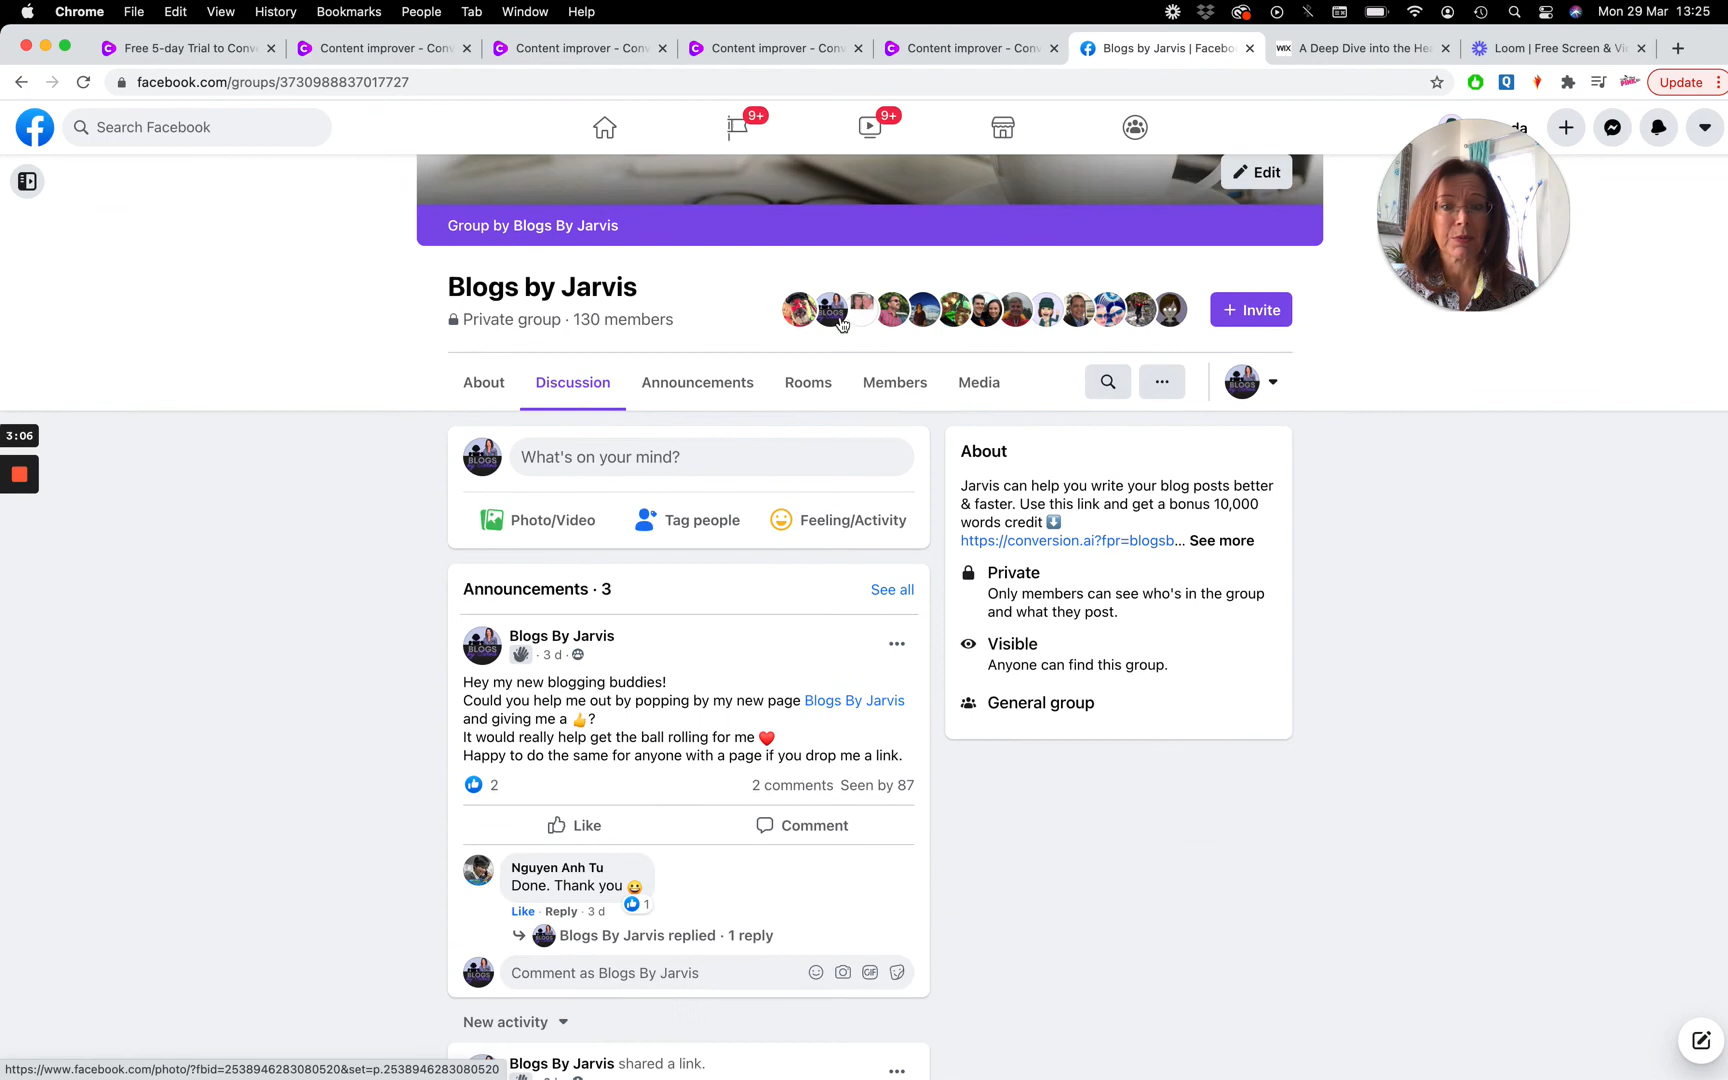 Chrome File Edit View History Bookmarks People Tab Window Help Mon 29 Mar 13:25
Free 5-day Trial to Conv
Content improver - Conv
Content improver - Conv
Content improver - Conv
Content improver - Conv
Blogs by Jarvis | Facebo
WIX A Deep Dive into the Hea
Loom | Free Screen & Vi
facebook.com/groups/3730988837017727
Update
Search Facebook
9+
9+
da
Edit
Group by Blogs By Jarvis
Blogs by Jarvis
Private group · 130 members
+ Invite
About Discussion Announcements Rooms Members Media
3:06
What's on your mind?
Photo/Video Tag people Feeling/Activity
Announcements · 3 See all
Blogs By Jarvis
· 3 d ·
Hey my new blogging buddies!
Could you help me out by popping by my new page Blogs By Jarvis
and giving me a 👍?
It would really help get the ball rolling for me ❤️
Happy to do the same for anyone with a page if you drop me a link.
2 2 comments Seen by 87
Like Comment
Nguyen Anh Tu
Done. Thank you 😀
1
Like · Reply · 3 d
Blogs By Jarvis replied · 1 reply
Comment as Blogs By Jarvis
GIF
New activity
Blogs By Jarvis shared a link.
About
Jarvis can help you write your blog posts better
& faster. Use this link and get a bonus 10,000
words credit ⬇️
https://conversion.ai?fpr=blogsb... See more
Private
Only members can see who's in the group
and what they post.
Visible
Anyone can find this group.
General group
https://www.facebook.com/photo/?fbid=2538946283080520&set=p.2538946283080520